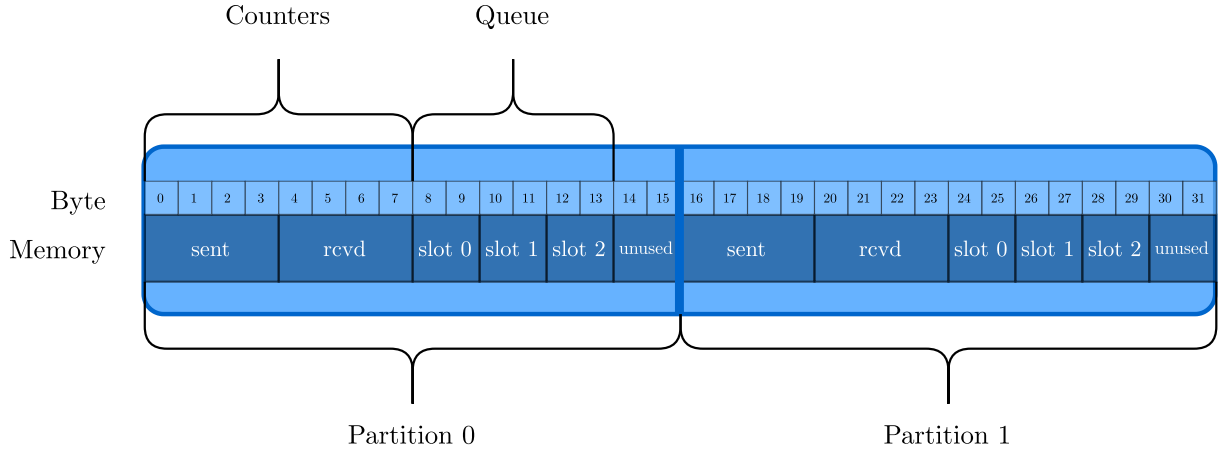 Counters Queue
Byte 0 1 2 3 4 5 6 7 8 9 10 11 12 13 14 15 16 17 18 19 20 21 22 23 24 25 26 27 28 29 30 31
Memory sent rcvd slot 0 slot 1 slot 2 unused sent rcvd slot 0 slot 1 slot 2 unused
Partition 0 Partition 1